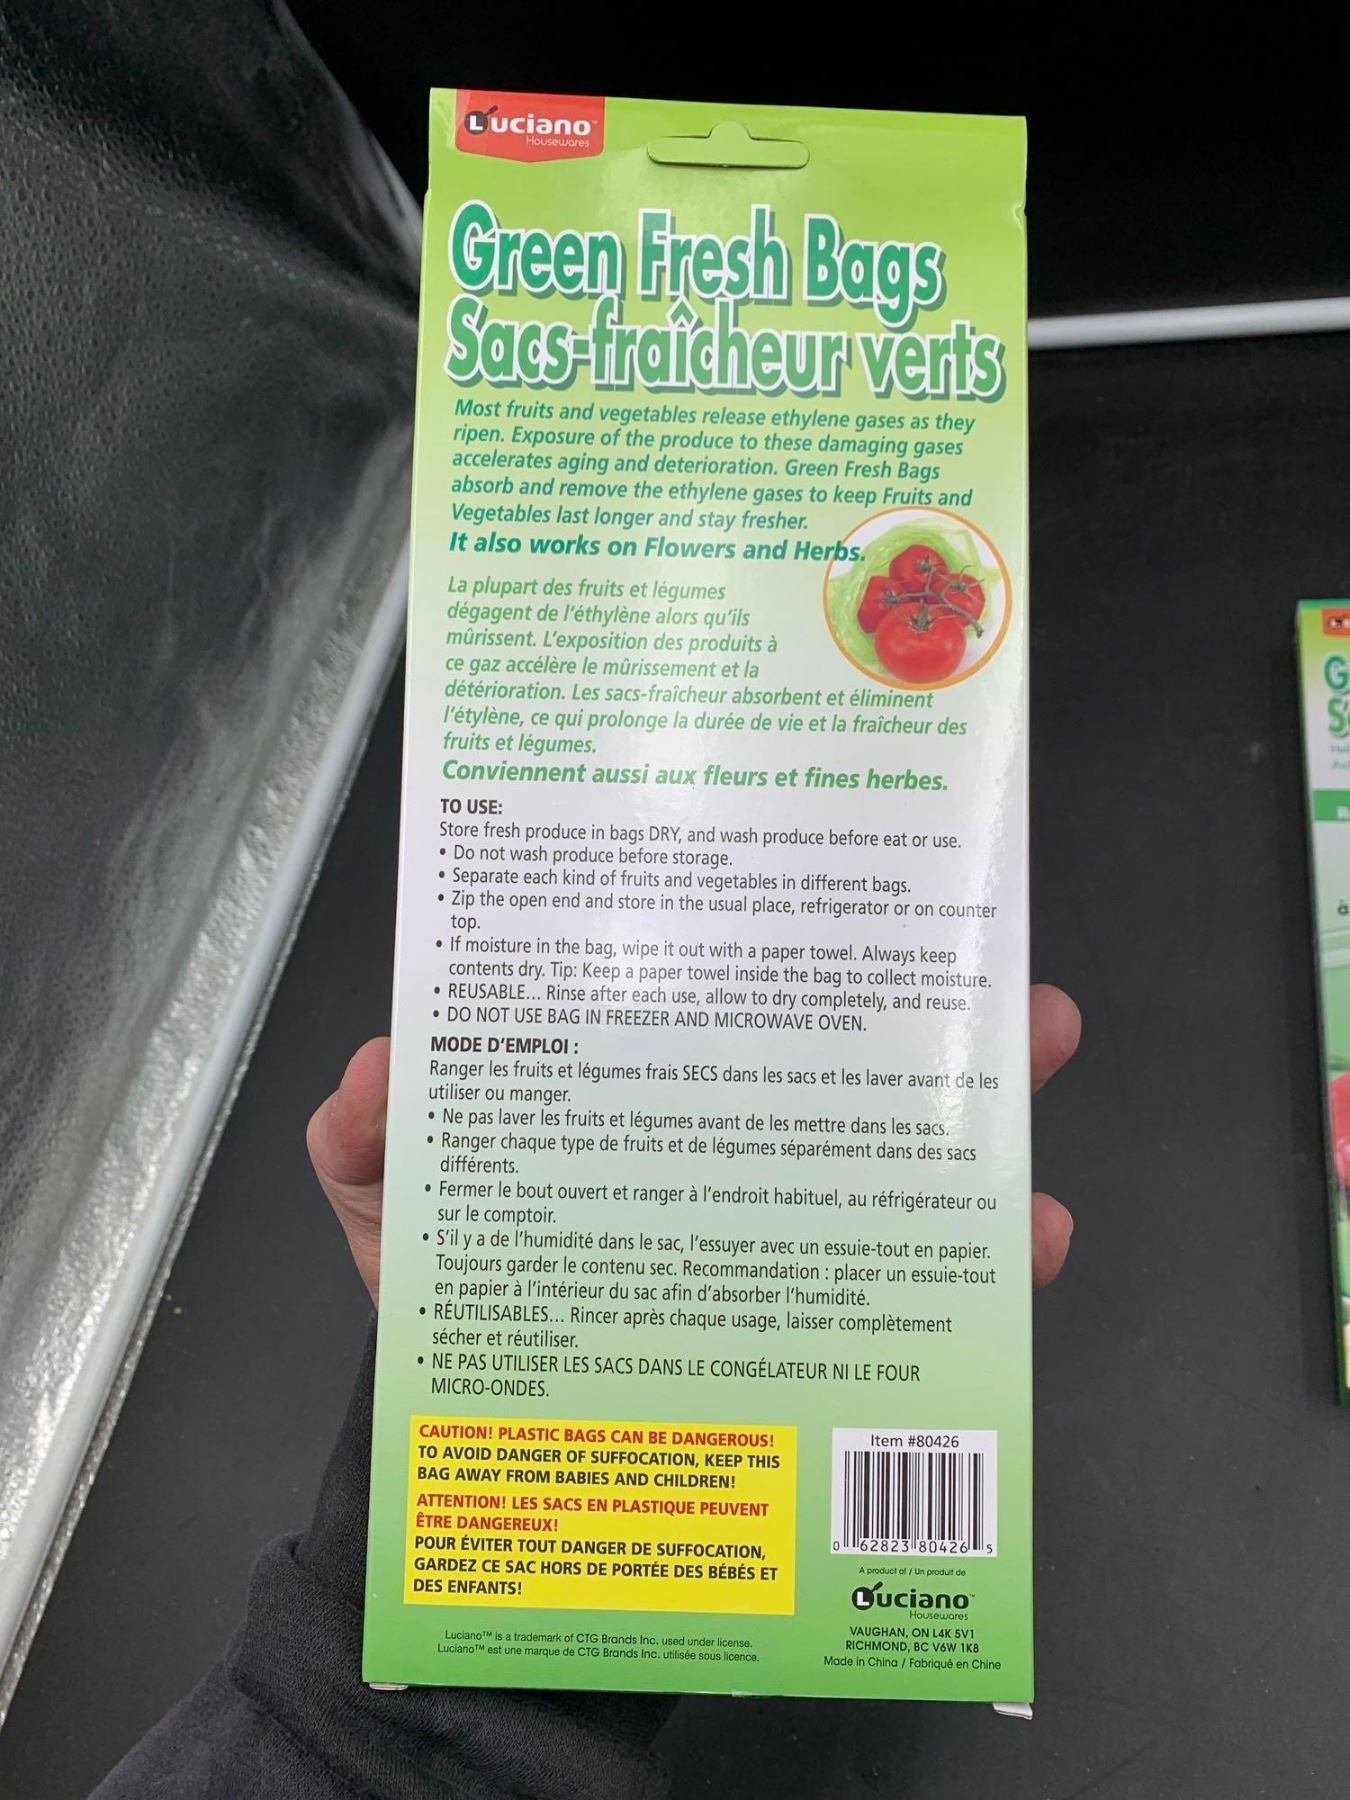 Luciano™
Housewares
Green Fresh Bags
Sacs-fraîcheur verts
Most fruits and vegetables release ethylene gases as they
ripen. Exposure of the produce to these damaging gases
accelerates aging and deterioration. Green Fresh Bags
absorb and remove the ethylene gases to keep Fruits and
Vegetables last longer and stay fresher.
It also works on Flowers and Herbs.
La plupart des fruits et légumes
dégagent de l'éthylène alors qu'ils
mûrissent. L'exposition des produits à
ce gaz accélère le mûrissement et la
détérioration. Les sacs-fraîcheur absorbent et éliminent
l'étylène, ce qui prolonge la durée de vie et la fraîcheur des
fruits et légumes.
Conviennent aussi aux fleurs et fines herbes.
TO USE:
Store fresh produce in bags DRY, and wash produce before eat or use.
• Do not wash produce before storage.
• Separate each kind of fruits and vegetables in different bags.
• Zip the open end and store in the usual place, refrigerator or on counter
top.
• If moisture in the bag, wipe it out with a paper towel. Always keep
contents dry. Tip: Keep a paper towel inside the bag to collect moisture.
• REUSABLE... Rinse after each use, allow to dry completely, and reuse.
• DO NOT USE BAG IN FREEZER AND MICROWAVE OVEN.
MODE D'EMPLOI :
Ranger les fruits et légumes frais SECS dans les sacs et les laver avant de les
utiliser ou manger.
• Ne pas laver les fruits et légumes avant de les mettre dans les sacs.
• Ranger chaque type de fruits et de légumes séparément dans des sacs
différents.
• Fermer le bout ouvert et ranger à l'endroit habituel, au réfrigérateur ou
sur le comptoir.
• S'il y a de l'humidité dans le sac, l'essuyer avec un essuie-tout en papier.
Toujours garder le contenu sec. Recommandation : placer un essuie-tout
en papier à l'intérieur du sac afin d'absorber l'humidité.
• RÉUTILISABLES... Rincer après chaque usage, laisser complètement
sécher et réutiliser.
• NE PAS UTILISER LES SACS DANS LE CONGÉLATEUR NI LE FOUR
MICRO-ONDES.
CAUTION! PLASTIC BAGS CAN BE DANGEROUS!
TO AVOID DANGER OF SUFFOCATION, KEEP THIS
BAG AWAY FROM BABIES AND CHILDREN!
ATTENTION! LES SACS EN PLASTIQUE PEUVENT
ÊTRE DANGEREUX!
POUR ÉVITER TOUT DANGER DE SUFFOCATION,
GARDEZ CE SAC HORS DE PORTÉE DES BÉBÉS ET
DES ENFANTS!
Luciano™ is a trademark of CTG Brands Inc. used under license.
Luciano™ est une marque de CTG Brands Inc. utilisée sous licence.
Item #80426
0 62823 80426 5
A product of / Un produit de
Luciano™
Housewares
VAUGHAN, ON L4K 5V1
RICHMOND, BC V6W 1K8
Made in China / Fabriqué en Chine